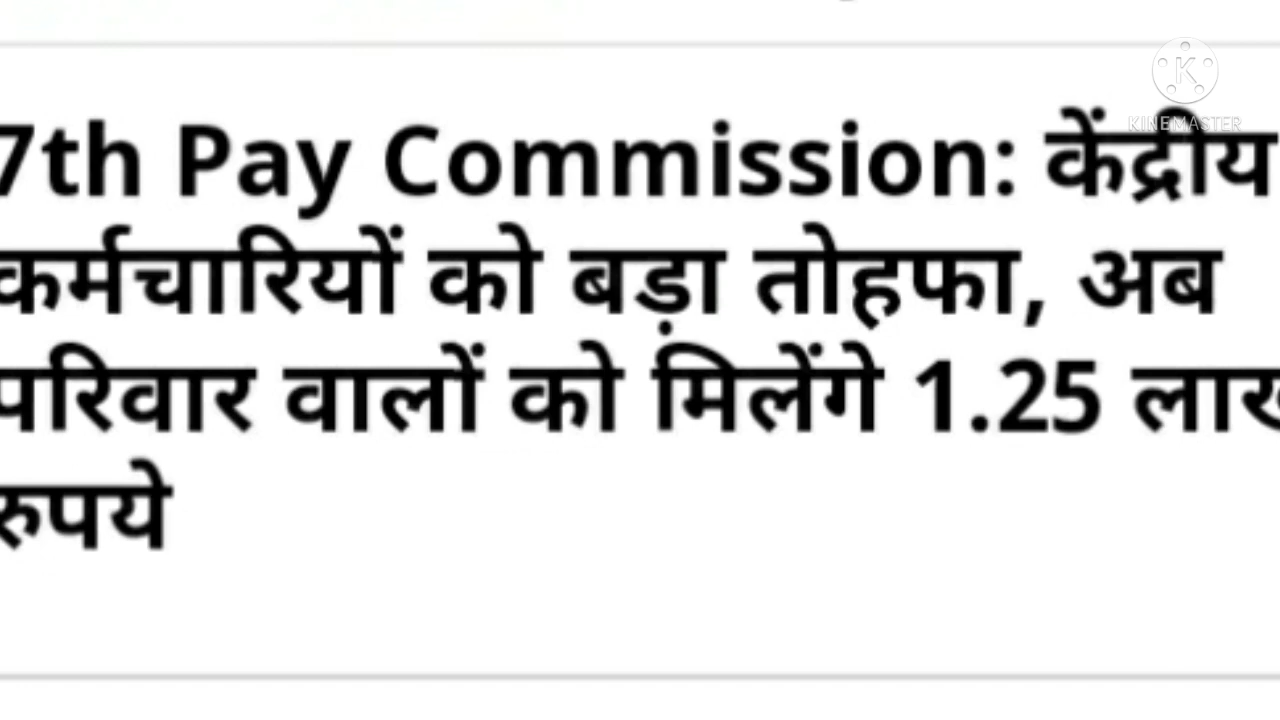 KINEMASTER
7th Pay Commission: केंद्रीय
कर्मचारियों को बड़ा तोहफा, अब
परिवार वालों को मिलेंगे 1.25 लाख
रुपये